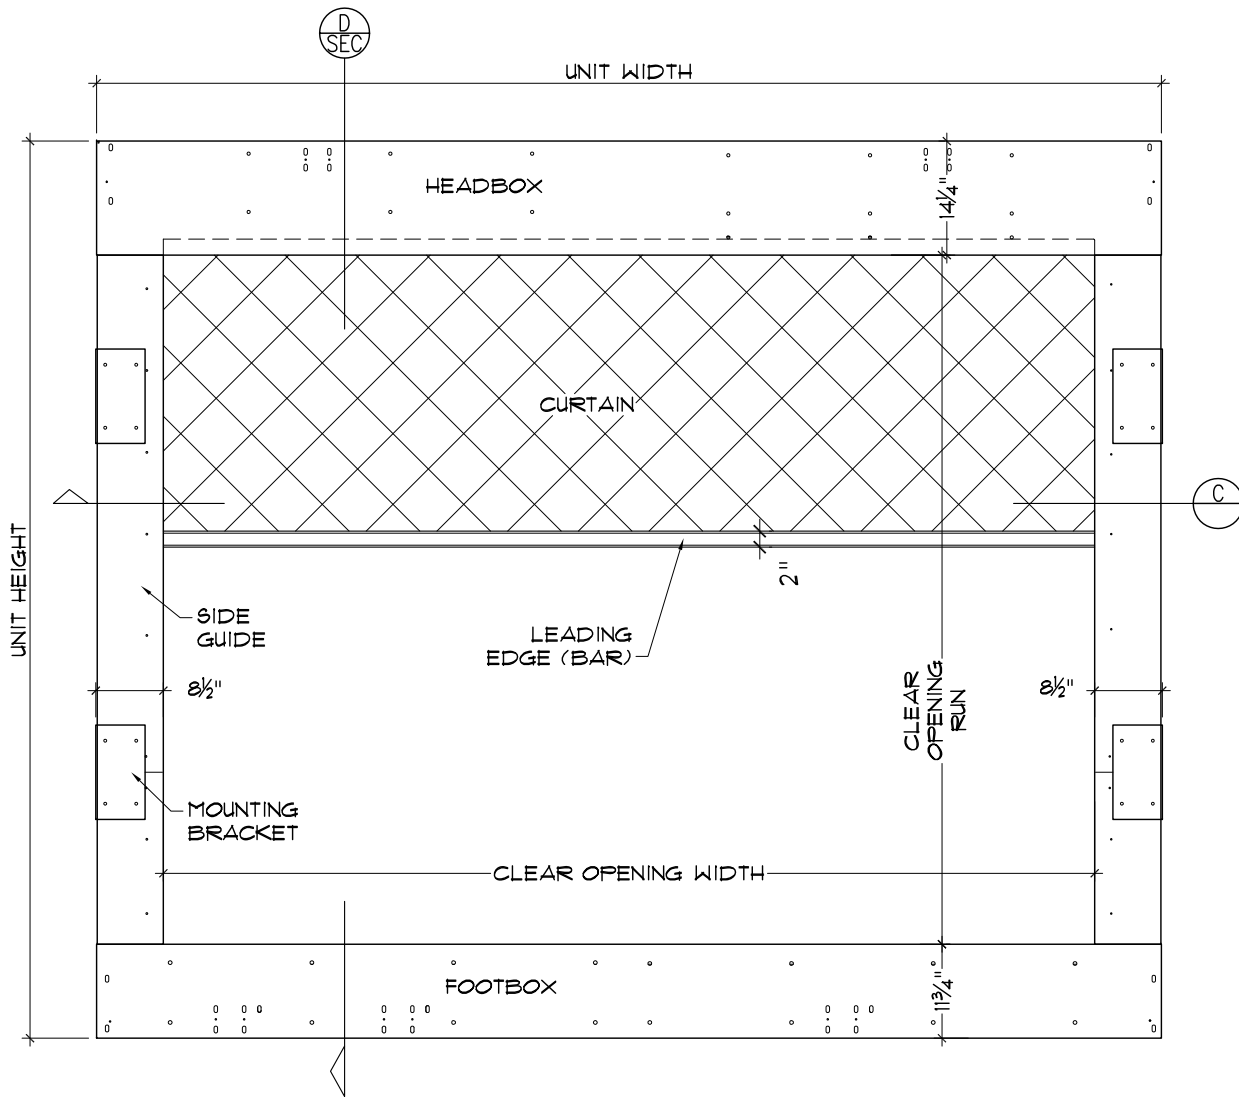 D
SEC
UNIT WIDTH
HEADBOX
14¼"
CURTAIN
C
UNIT HEIGHT
2"
SIDE
GUIDE
LEADING
EDGE (BAR)
8½"
CLEAR
OPENING
RUN
8½"
MOUNTING
BRACKET
CLEAR OPENING WIDTH
FOOTBOX
11¾"